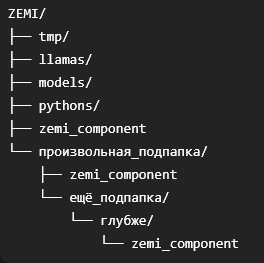 ZEMI/
├── tmp/
├── llamas/
├── models/
├── pythons/
├── zemi_component
└── произвольная_подпапка/
    ├── zemi_component
    └── ещё_подпапка/
        └── глубже/
            └── zemi_component